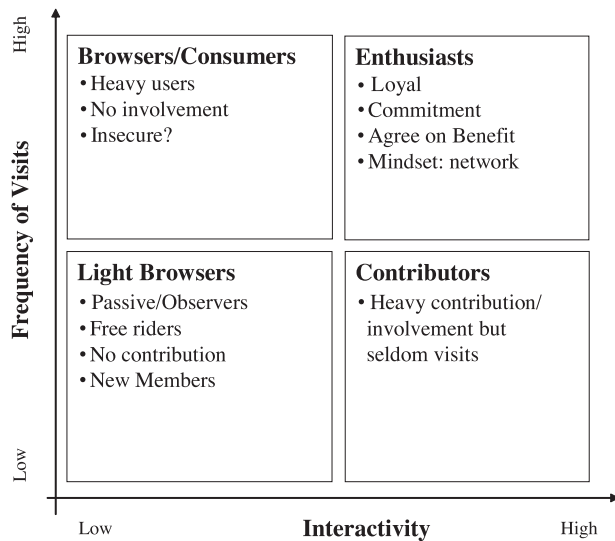 High
Frequency of Visits
Low
Browsers/Consumers
• Heavy users
• No involvement
• Insecure?
Enthusiasts
• Loyal
• Commitment
• Agree on Benefit
• Mindset: network
Light Browsers
• Passive/Observers
• Free riders
• No contribution
• New Members
Contributors
• Heavy contribution/
involvement but
seldom visits
Low
Interactivity
High